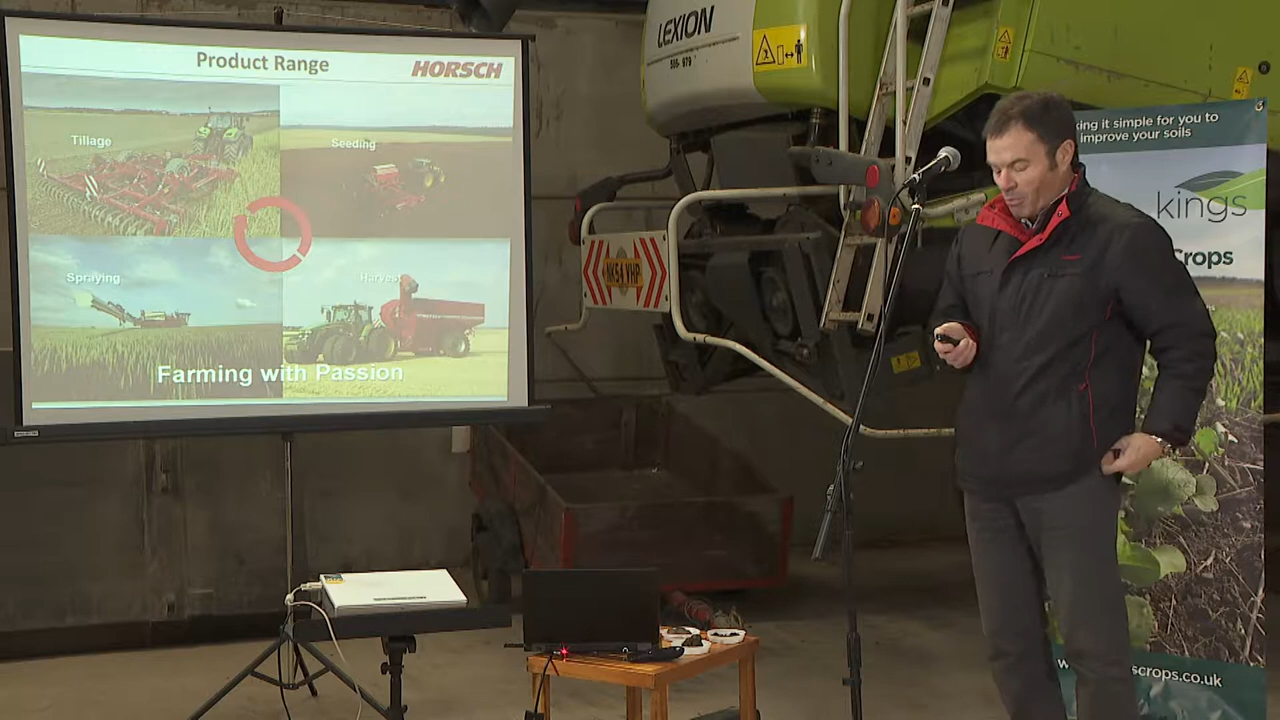 Product Range
HORSCH
Tillage
Seeding
Spraying
Harvest
Farming with Passion
LEXION
NK54 VHP
king it simple for you to
improve your soils
kings
Crops
scrops.co.uk